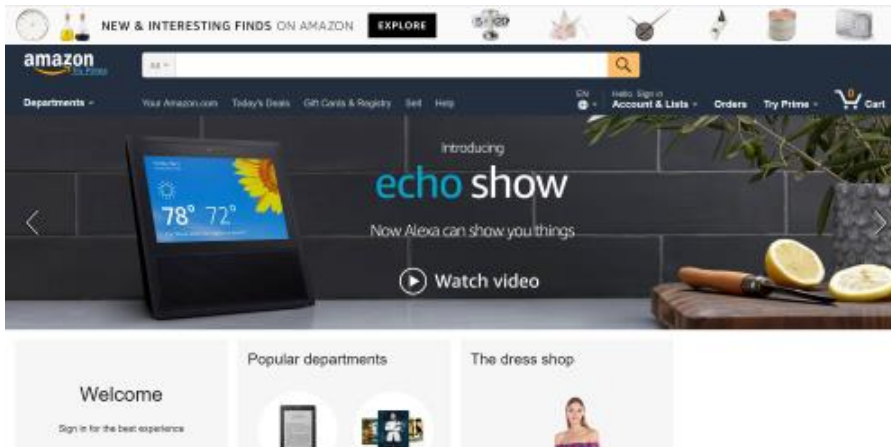 NEW & INTERESTING FINDS ON AMAZON EXPLORE
amazon
Try Prime
All
Departments Your Amazon.com Today's Deals Gift Cards & Registry Sell Help EN Hello. Sign in Account & Lists Orders Try Prime 0 Cart
Introducing
echo show
78° 72°
Now Alexa can show you things
Watch video
Welcome
Sign in for the best experience
Popular departments
The dress shop